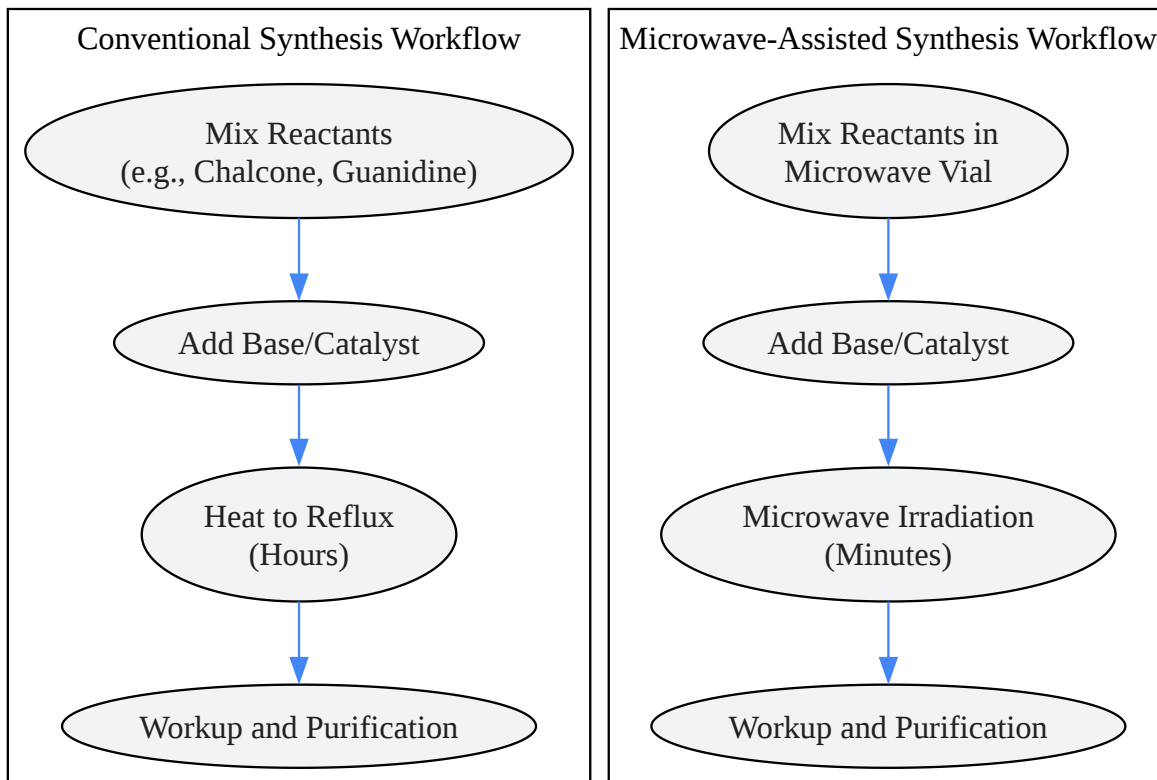 Conventional Synthesis Workflow
Mix Reactants
(e.g., Chalcone, Guanidine)
Add Base/Catalyst
Heat to Reflux
(Hours)
Workup and Purification
Microwave-Assisted Synthesis Workflow
Mix Reactants in
Microwave Vial
Add Base/Catalyst
Microwave Irradiation
(Minutes)
Workup and Purification